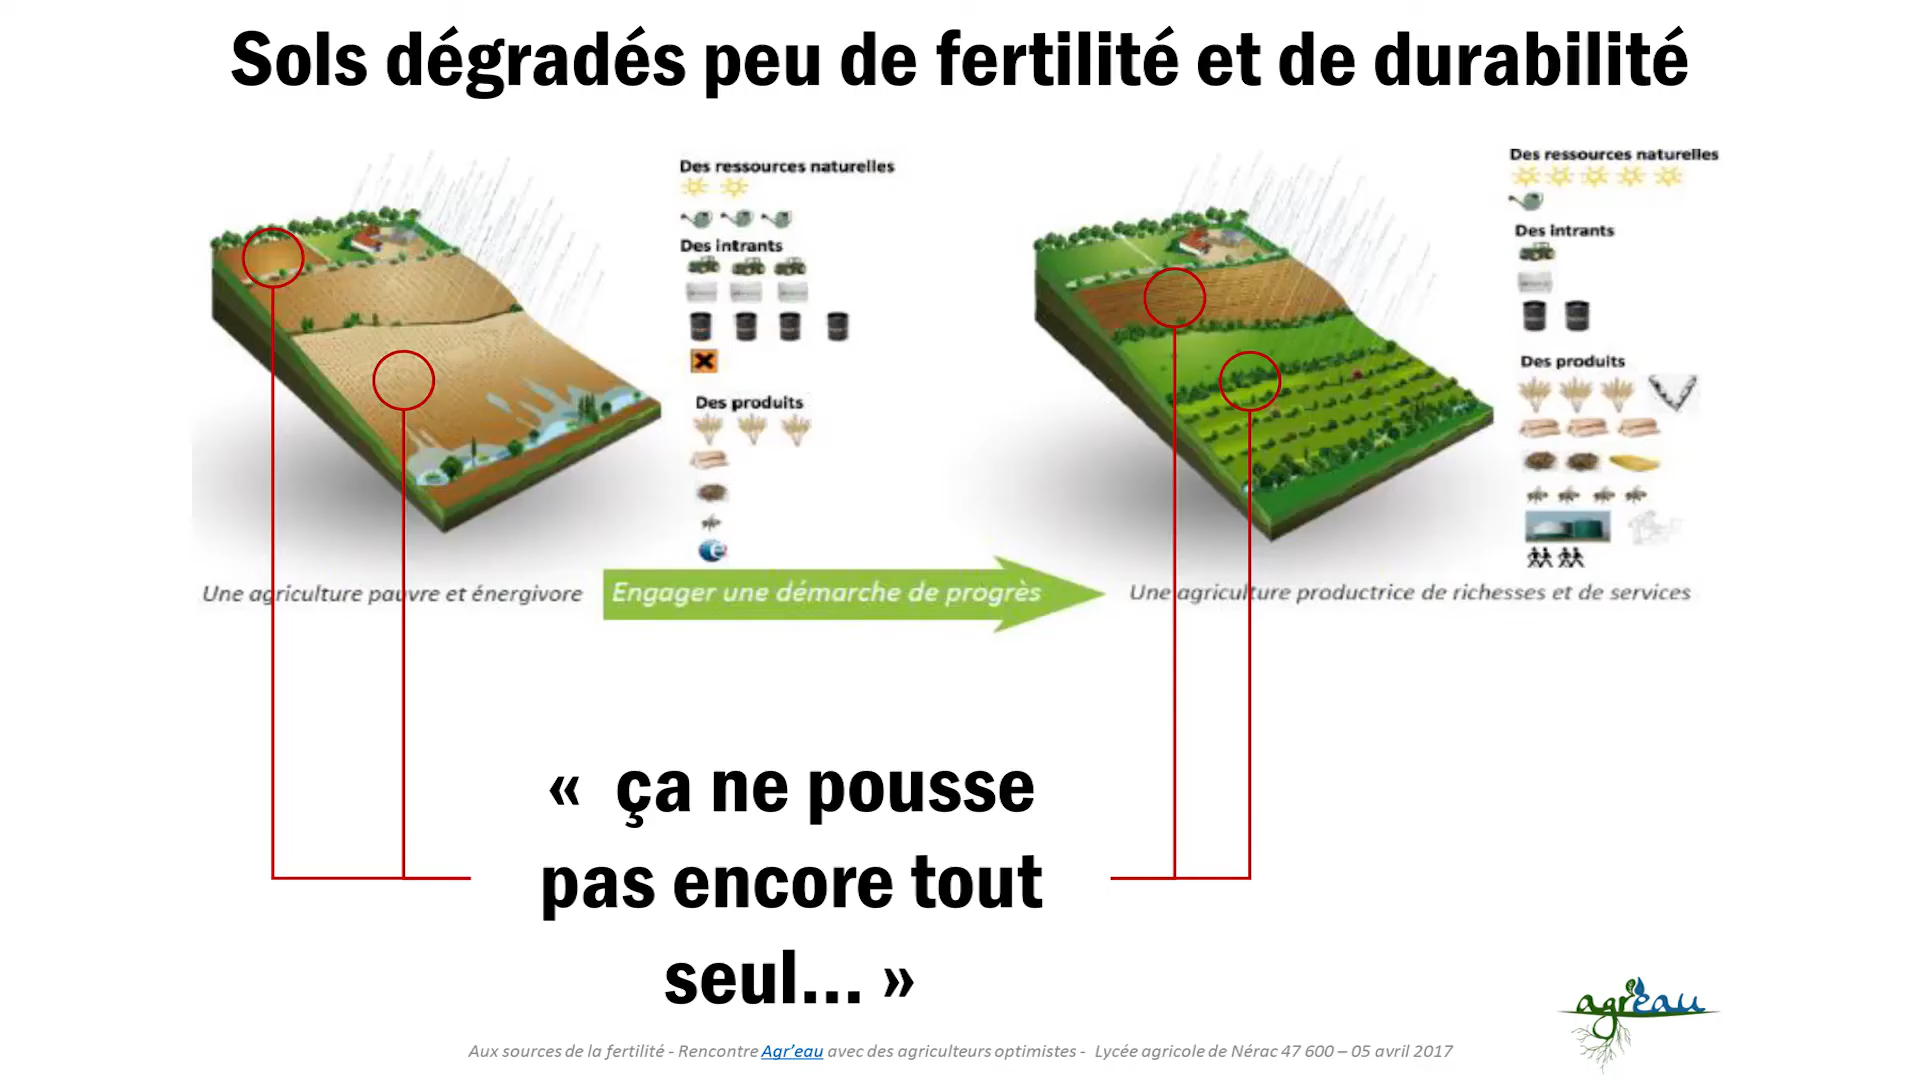 Sols dégradés peu de fertilité et de durabilité
Des ressources naturelles
Des intrants
Des produits
Des ressources naturelles
Des intrants
Des produits
Une agriculture pauvre et énergivore
Engager une démarche de progrès
Une agriculture productrice de richesses et de services
«  ça ne pousse
pas encore tout
seul... »
agr'eau
Aux sources de la fertilité - Rencontre Agr’eau avec des agriculteurs optimistes -  Lycée agricole de Nérac 47 600 – 05 avril 2017